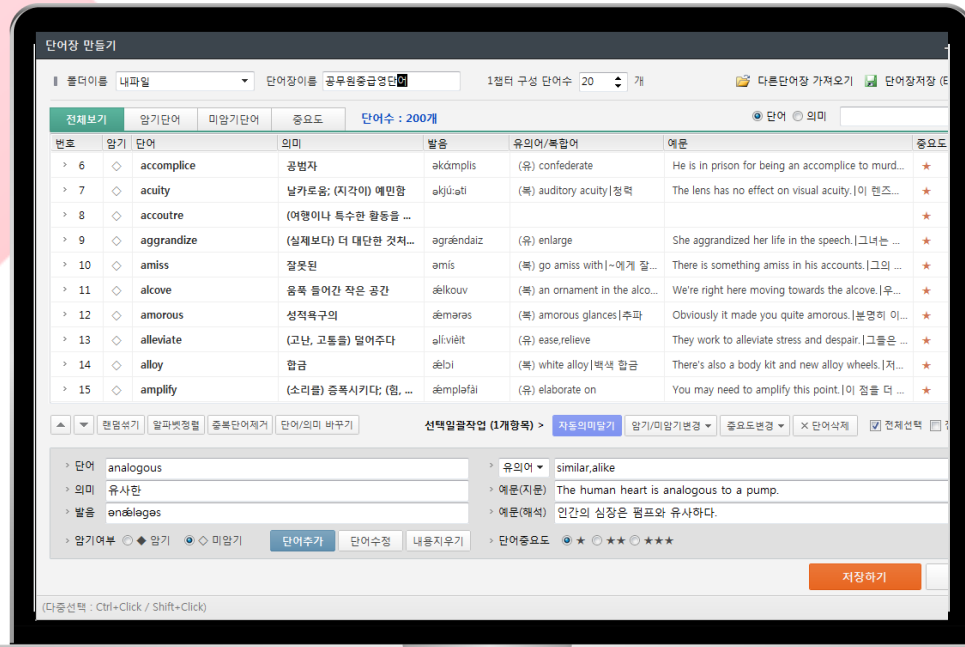 단어장 만들기
폴더이름 내파일 단어장이름 공무원중급영단어 1챕터 구성 단어수 20 개 다른단어장 가져오기 단어장저장
전체보기 암기단어 미암기단어 중요도 단어수 : 200개 단어 의미
번호 암기 단어 의미 발음 유의어/복합어 예문 중요도
> 6 ◇ accomplice 공범자 əkάmplis (유) confederate He is in prison for being an accomplice to murd... ★
> 7 ◇ acuity 날카로움; (지각이) 예민함 əkjúːəti (복) auditory acuity|청력 The lens has no effect on visual acuity.|이 렌즈... ★
> 8 ◇ accoutre (여행이나 특수한 활동을 ... ★
> 9 ◇ aggrandize (실제보다) 더 대단한 것처... əgrǽndaiz (유) enlarge She aggrandized her life in the speech.|그녀는 ... ★
> 10 ◇ amiss 잘못된 əmís (복) go amiss with|~에게 잘... There is something amiss in his accounts.|그의 ... ★
> 11 ◇ alcove 움푹 들어간 작은 공간 ǽlkouv (복) an ornament in the alco... We're right here moving towards the alcove.|우... ★
> 12 ◇ amorous 성적욕구의 ǽmərəs (복) amorous glances|추파 Obviously it made you quite amorous.|분명히 이... ★
> 13 ◇ alleviate (고난, 고통을) 덜어주다 əlíːvièit (유) ease,relieve They work to alleviate stress and despair.|그들은 ... ★
> 14 ◇ alloy 합금 ǽlɔi (복) white alloy|백색 합금 There's also a body kit and new alloy wheels.|저... ★
> 15 ◇ amplify (소리를) 증폭시키다; (힘, ... ǽmpləfài (유) elaborate on You may need to amplify this point.|이 점을 더 ... ★
랜덤섞기 알파벳정렬 중복단어제거 단어/의미 바꾸기 선택일괄작업 (1개항목) > 자동의미달기 암기/미암기변경 ▼ 중요도변경 ▼ × 단어삭제 전체선택
> 단어 analogous > 유의어 ▼ similar,alike
> 의미 유사한 > 예문(지문) The human heart is analogous to a pump.
> 발음 ənǽləgəs > 예문(해석) 인간의 심장은 펌프와 유사하다.
> 암기여부 ◆ 암기 ◇ 미암기 단어추가 단어수정 내용지우기 > 단어중요도 ★ ★★ ★★★
저장하기
(다중선택 : Ctrl+Click / Shift+Click)